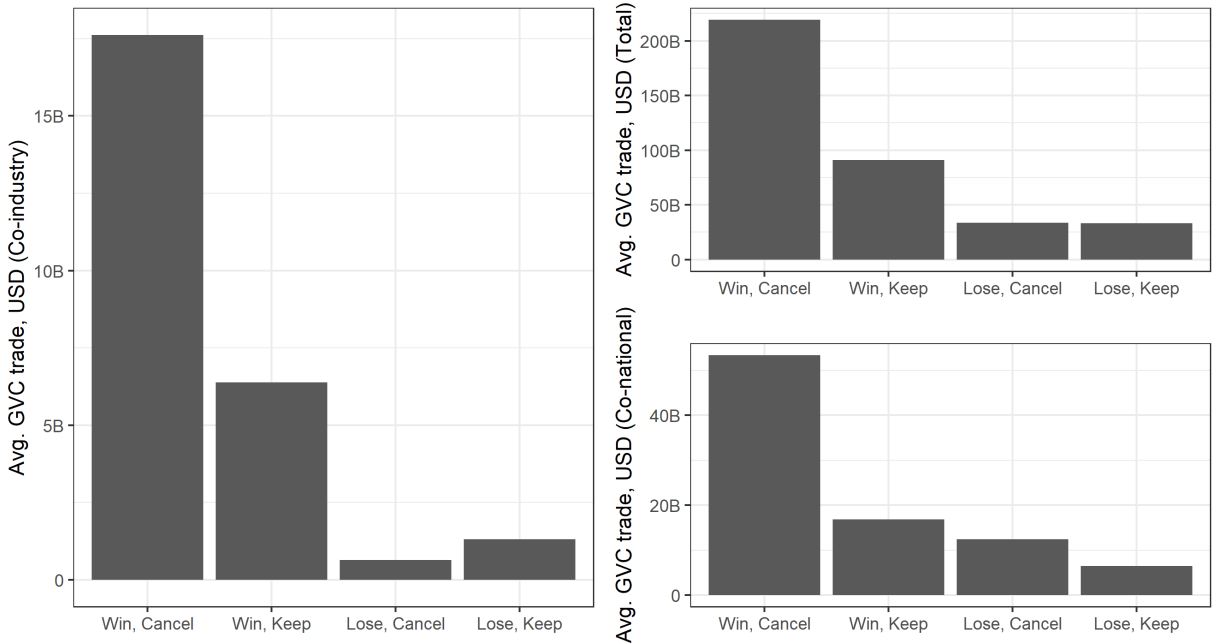 Avg. GVC trade, USD (Co-industry)
15B
10B
5B
0
Win, Cancel
Win, Keep
Lose, Cancel
Lose, Keep
Avg. GVC trade, USD (Total)
200B
150B
100B
50B
0
Win, Cancel
Win, Keep
Lose, Cancel
Lose, Keep
Avg. GVC trade, USD (Co-national)
40B
20B
0
Win, Cancel
Win, Keep
Lose, Cancel
Lose, Keep